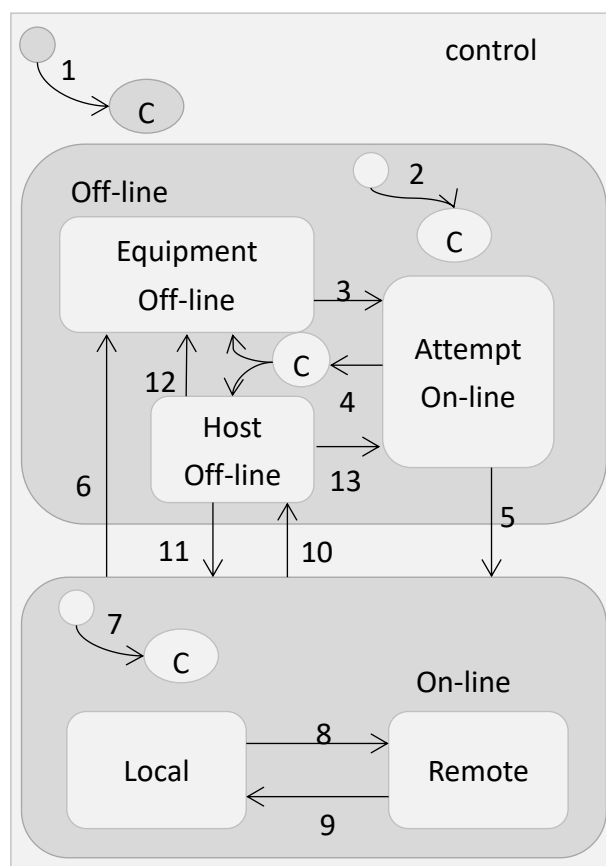 control
1
C
2
Off-line
C
Equipment
Off-line
3
C
Attempt
On-line
12
4
Host
Off-line
13
6
5
11
10
7
C
On-line
8
Local
Remote
9